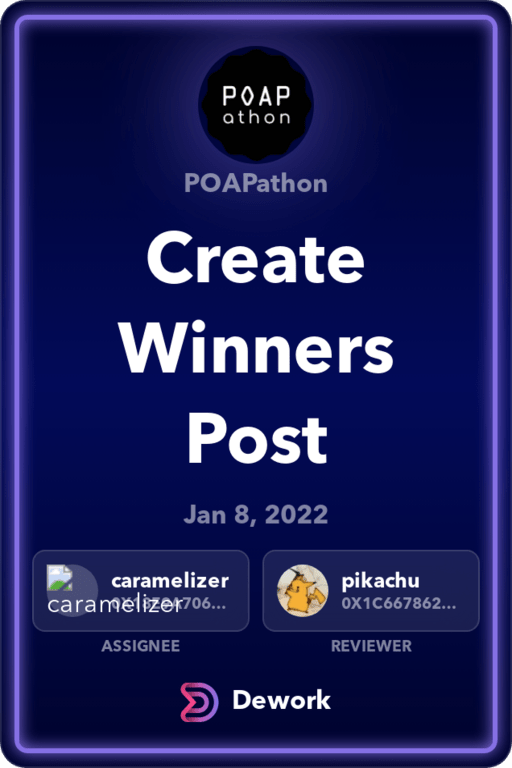 POAP
athon
POAPathon
Create
Winners
Post
Jan 8, 2022
caramelizer
caramelizer
pikachu
0X1C667862...
ASSIGNEE
REVIEWER
Dework